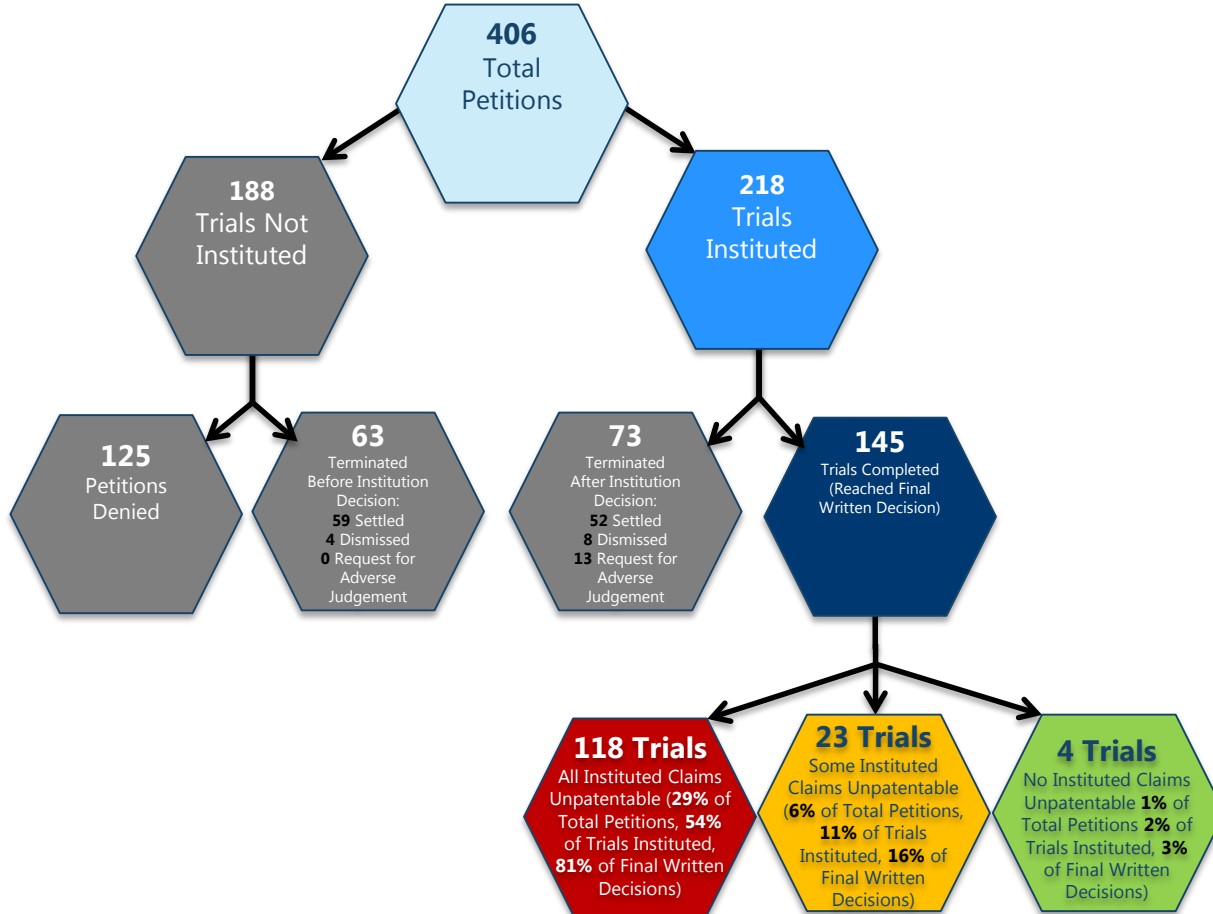 406
Total
Petitions
188
Trials Not
Instituted
218
Trials
Instituted
125
Petitions
Denied
63
Terminated
Before Institution
Decision:
59 Settled
4 Dismissed
0 Request for
Adverse
Judgement
73
Terminated
After Institution
Decision:
52 Settled
8 Dismissed
13 Request for
Adverse
Judgement
145
Trials Completed
(Reached Final
Written Decision)
118 Trials
All Instituted Claims
Unpatentable (29% of
Total Petitions, 54%
of Trials Instituted,
81% of Final Written
Decisions)
23 Trials
Some Instituted
Claims Unpatentable
(6% of Total Petitions,
11% of Trials
Instituted, 16% of
Final Written
Decisions)
4 Trials
No Instituted Claims
Unpatentable 1% of
Total Petitions 2% of
Trials Instituted, 3%
of Final Written
Decisions)